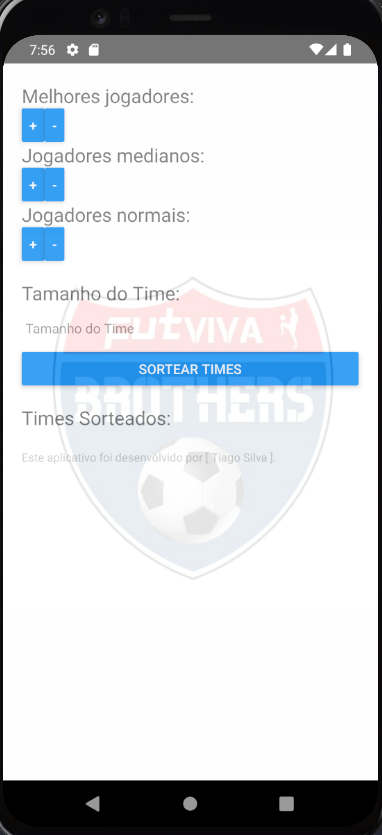 7:56
Melhores jogadores:
+ -
Jogadores medianos:
+ -
Jogadores normais:
+ -
Tamanho do Time:
Tamanho do Time
FUTVIVA
SORTEAR TIMES
BROTHERS
Times Sorteados:
Este aplicativo foi desenvolvido por [ Tiago Silva ].